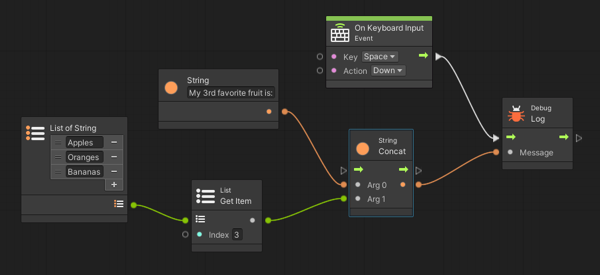 On Keyboard Input
Event
Key Space
Action Down
String
My 3rd favorite fruit is:
Debug
Log
Message
List of String
Apples
Oranges
Bananas
String
Concat
Arg 0
Arg 1
List
Get Item
Index 3